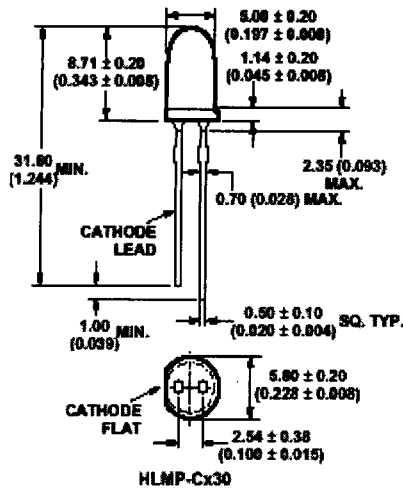 5.00 ± 0.20
(0.197 ± 0.008)
8.71 ± 0.20
(0.343 ± 0.008)
1.14 ± 0.20
(0.045 ± 0.008)
31.60 MIN.
(1.244)
2.35 (0.093)
MAX.
0.70 (0.028) MAX.
CATHODE
LEAD
1.00 MIN.
(0.039)
0.50 ± 0.10 SQ. TYP.
(0.020 ± 0.004)
5.80 ± 0.20
(0.228 ± 0.008)
CATHODE
FLAT
2.54 ± 0.38
(0.100 ± 0.015)
HLMP-Cx30